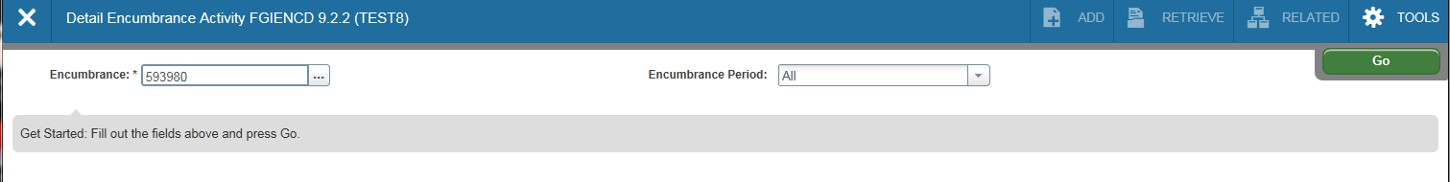 Detail Encumbrance Activity FGIENCD 9.2.2 (TEST8) ADD RETRIEVE RELATED TOOLS
Encumbrance: * 593980 ... Encumbrance Period: All Go
Get Started: Fill out the fields above and press Go.